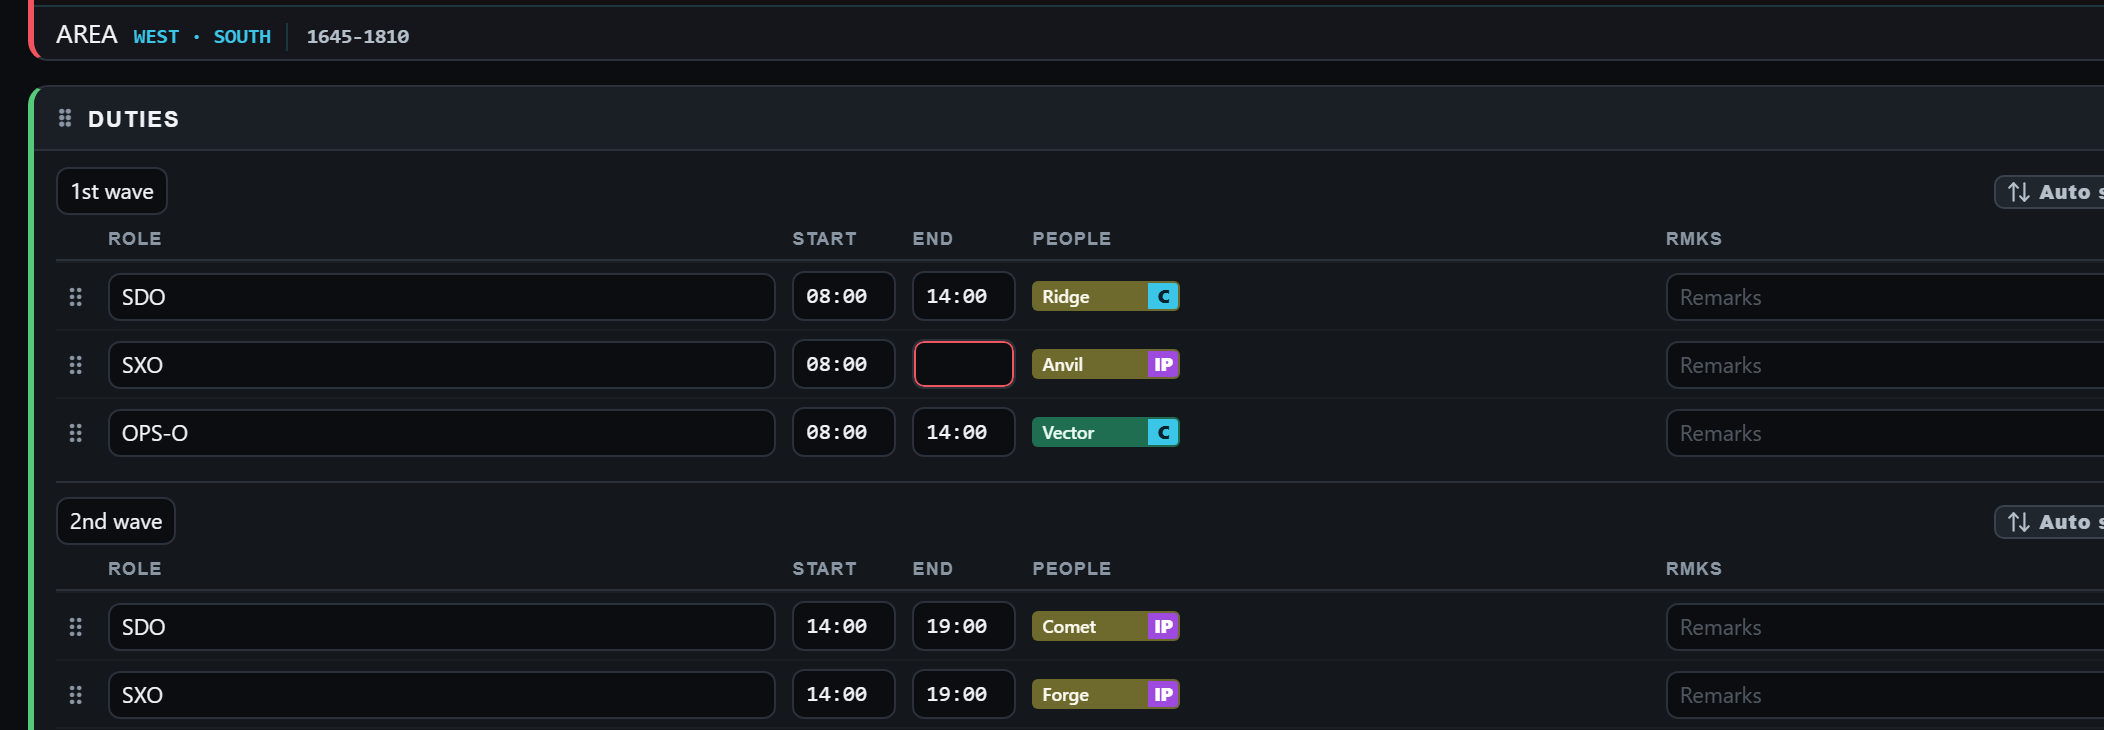 AREA WEST · SOUTH 1645-1810
DUTIES
1st wave
Auto
ROLE START END PEOPLE RMKS
SDO 08:00 14:00 Ridge C Remarks
SXO 08:00 Anvil IP Remarks
OPS-O 08:00 14:00 Vector C Remarks
2nd wave
Auto
ROLE START END PEOPLE RMKS
SDO 14:00 19:00 Comet IP Remarks
SXO 14:00 19:00 Forge IP Remarks